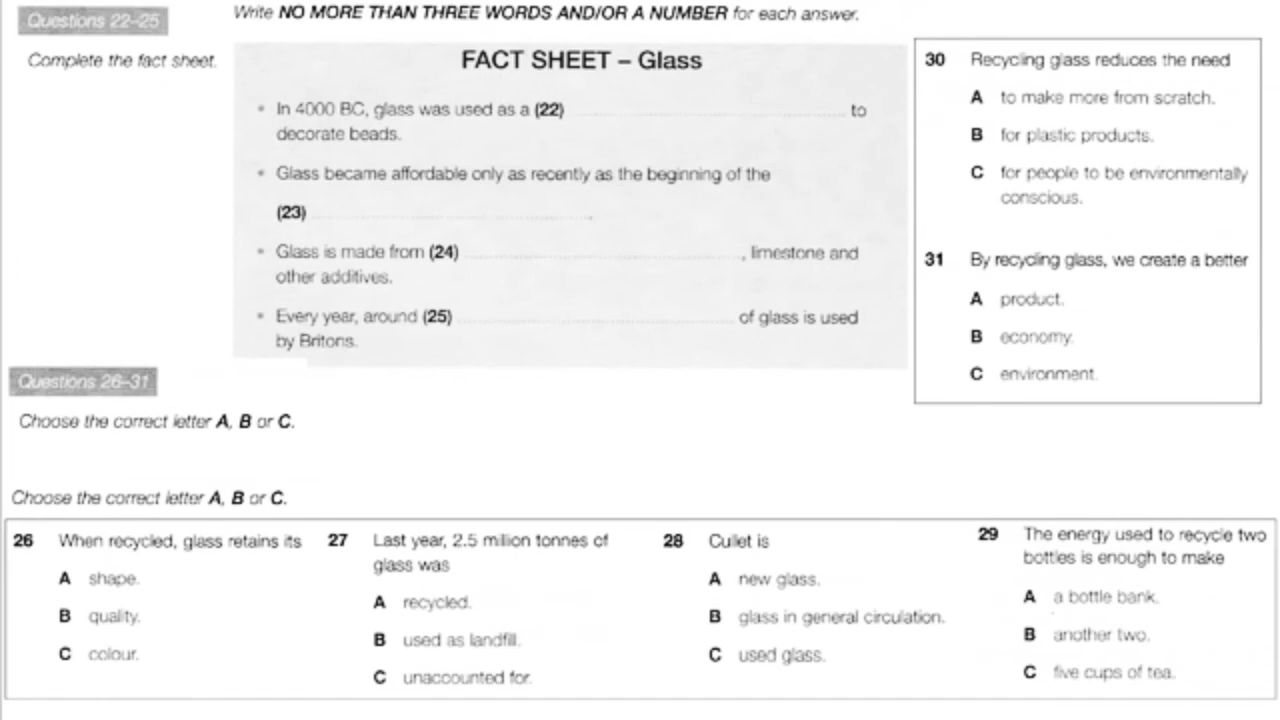 Questions 22–25
Write NO MORE THAN THREE WORDS AND/OR A NUMBER for each answer.
Complete the fact sheet.
FACT SHEET – Glass
• In 4000 BC, glass was used as a (22) to
decorate beads.
• Glass became affordable only as recently as the beginning of the
(23) .
• Glass is made from (24) , limestone and
other additives.
• Every year, around (25) of glass is used
by Britons.
30 Recycling glass reduces the need
A to make more from scratch.
B for plastic products.
C for people to be environmentally
conscious.
31 By recycling glass, we create a better
A product.
B economy.
C environment.
Questions 26–31
Choose the correct letter A, B or C.
Choose the correct letter A, B or C.
26 When recycled, glass retains its
A shape.
B quality.
C colour.
27 Last year, 2.5 million tonnes of
glass was
A recycled.
B used as landfill.
C unaccounted for.
28 Cullet is
A new glass.
B glass in general circulation.
C used glass.
29 The energy used to recycle two
bottles is enough to make
A a bottle bank.
B another two.
C five cups of tea.